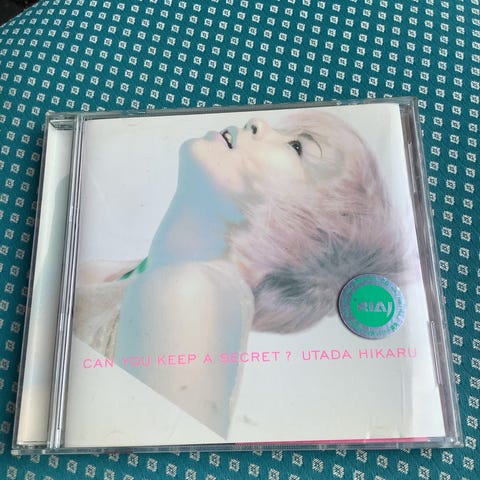 RIAJ
CAN YOU KEEP A SECRET? UTADA HIKARU